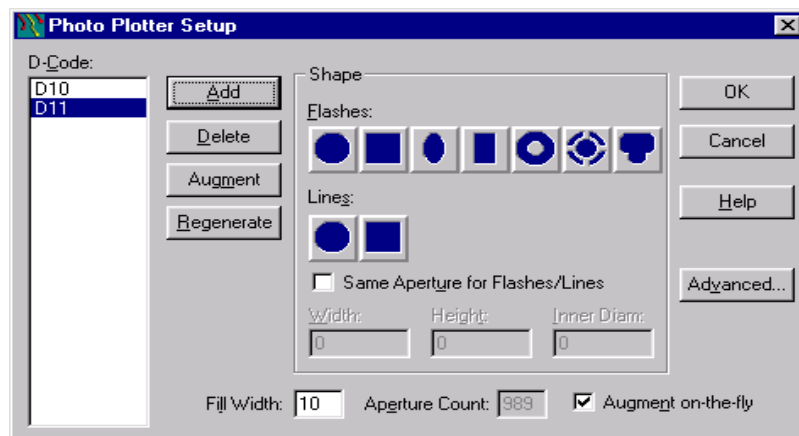 Photo Plotter Setup
D-Code:
D10
D11
Add
Delete
Augment
Regenerate
Shape
Flashes:
Lines:
Same Aperture for Flashes/Lines
Width: Height: Inner Diam:
0 0 0
OK
Cancel
Help
Advanced...
Fill Width: 10 Aperture Count: 989 Augment on-the-fly